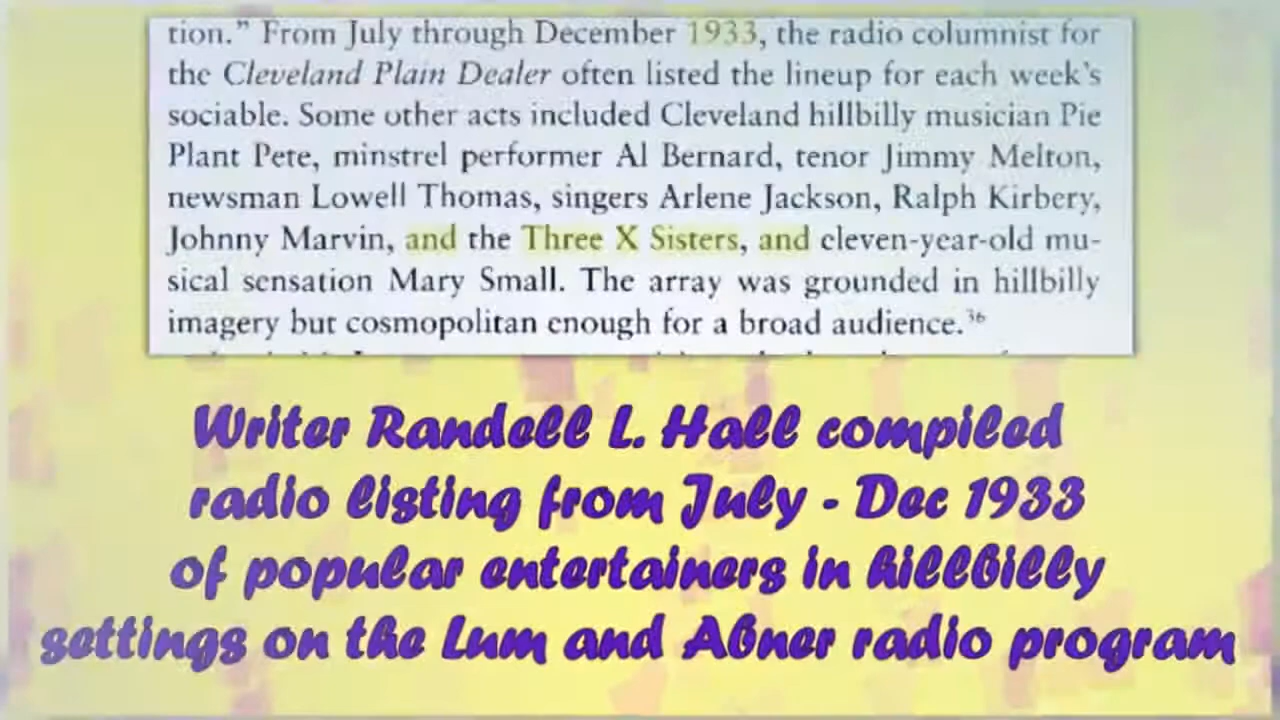 tion.” From July through December 1933, the radio columnist for
the Cleveland Plain Dealer often listed the lineup for each week’s
sociable. Some other acts included Cleveland hillbilly musician Pie
Plant Pete, minstrel performer Al Bernard, tenor Jimmy Melton,
newsman Lowell Thomas, singers Arlene Jackson, Ralph Kirbery,
Johnny Marvin, and the Three X Sisters, and eleven-year-old mu-
sical sensation Mary Small. The array was grounded in hillbilly
imagery but cosmopolitan enough for a broad audience.36
Writer Randell L. Hall compiled
radio listing from July - Dec 1933
of popular entertainers in hillbilly
settings on the Lum and Abner radio program